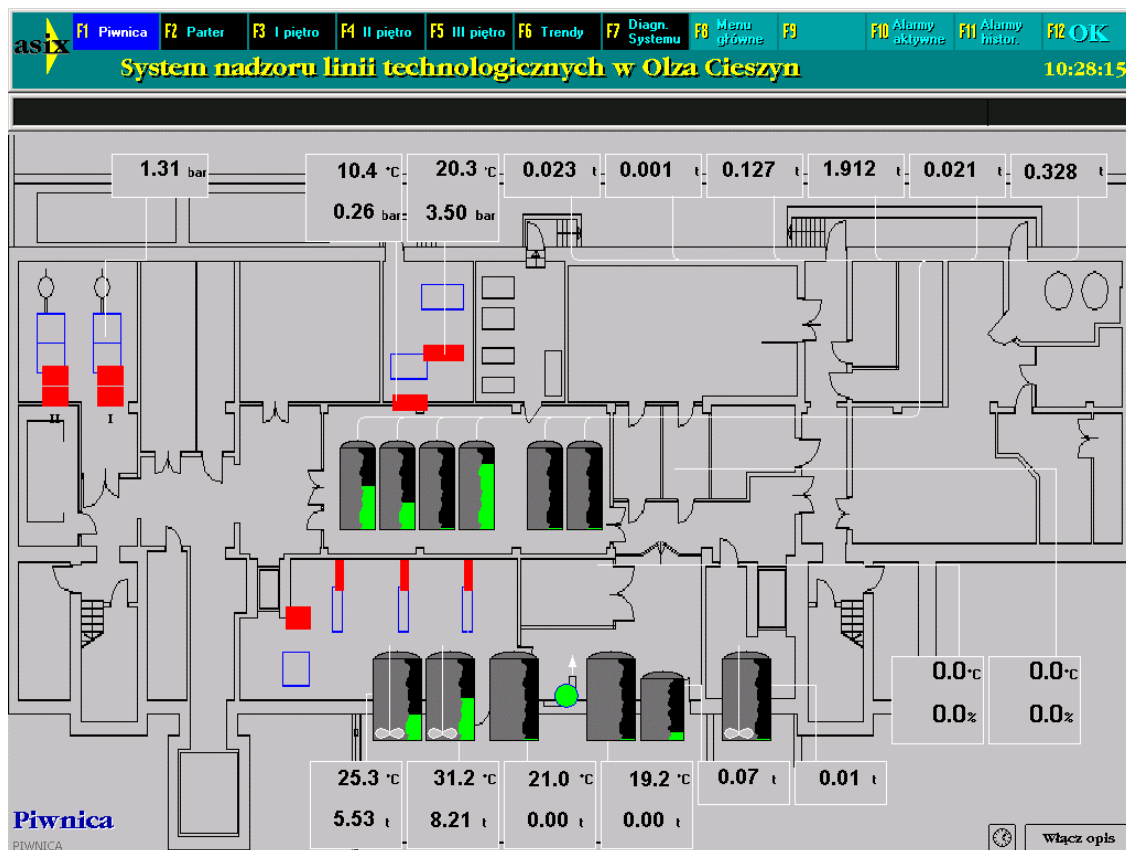 asix
F1 Piwnica F2 Parter F3 I piętro F4 II piętro F5 III piętro F6 Trendy F7 Diagn. Systemu F8 Menu główne F9 F10 Alarmy aktywne F11 Alarmy histor. F12 OK
System nadzoru linii technologicznych w Olza Cieszyn 10:28:15
1.31 bar 10.4 °C 20.3 °C 0.023 t 0.001 t 0.127 t 1.912 t 0.021 t 0.328 t
0.26 bar 3.50 bar
II I
0.0 °C 0.0 °C
0.0 % 0.0 %
25.3 °C 31.2 °C 21.0 °C 19.2 °C 0.07 t 0.01 t
5.53 t 8.21 t 0.00 t 0.00 t
Piwnica
PIWNICA
Włącz opis